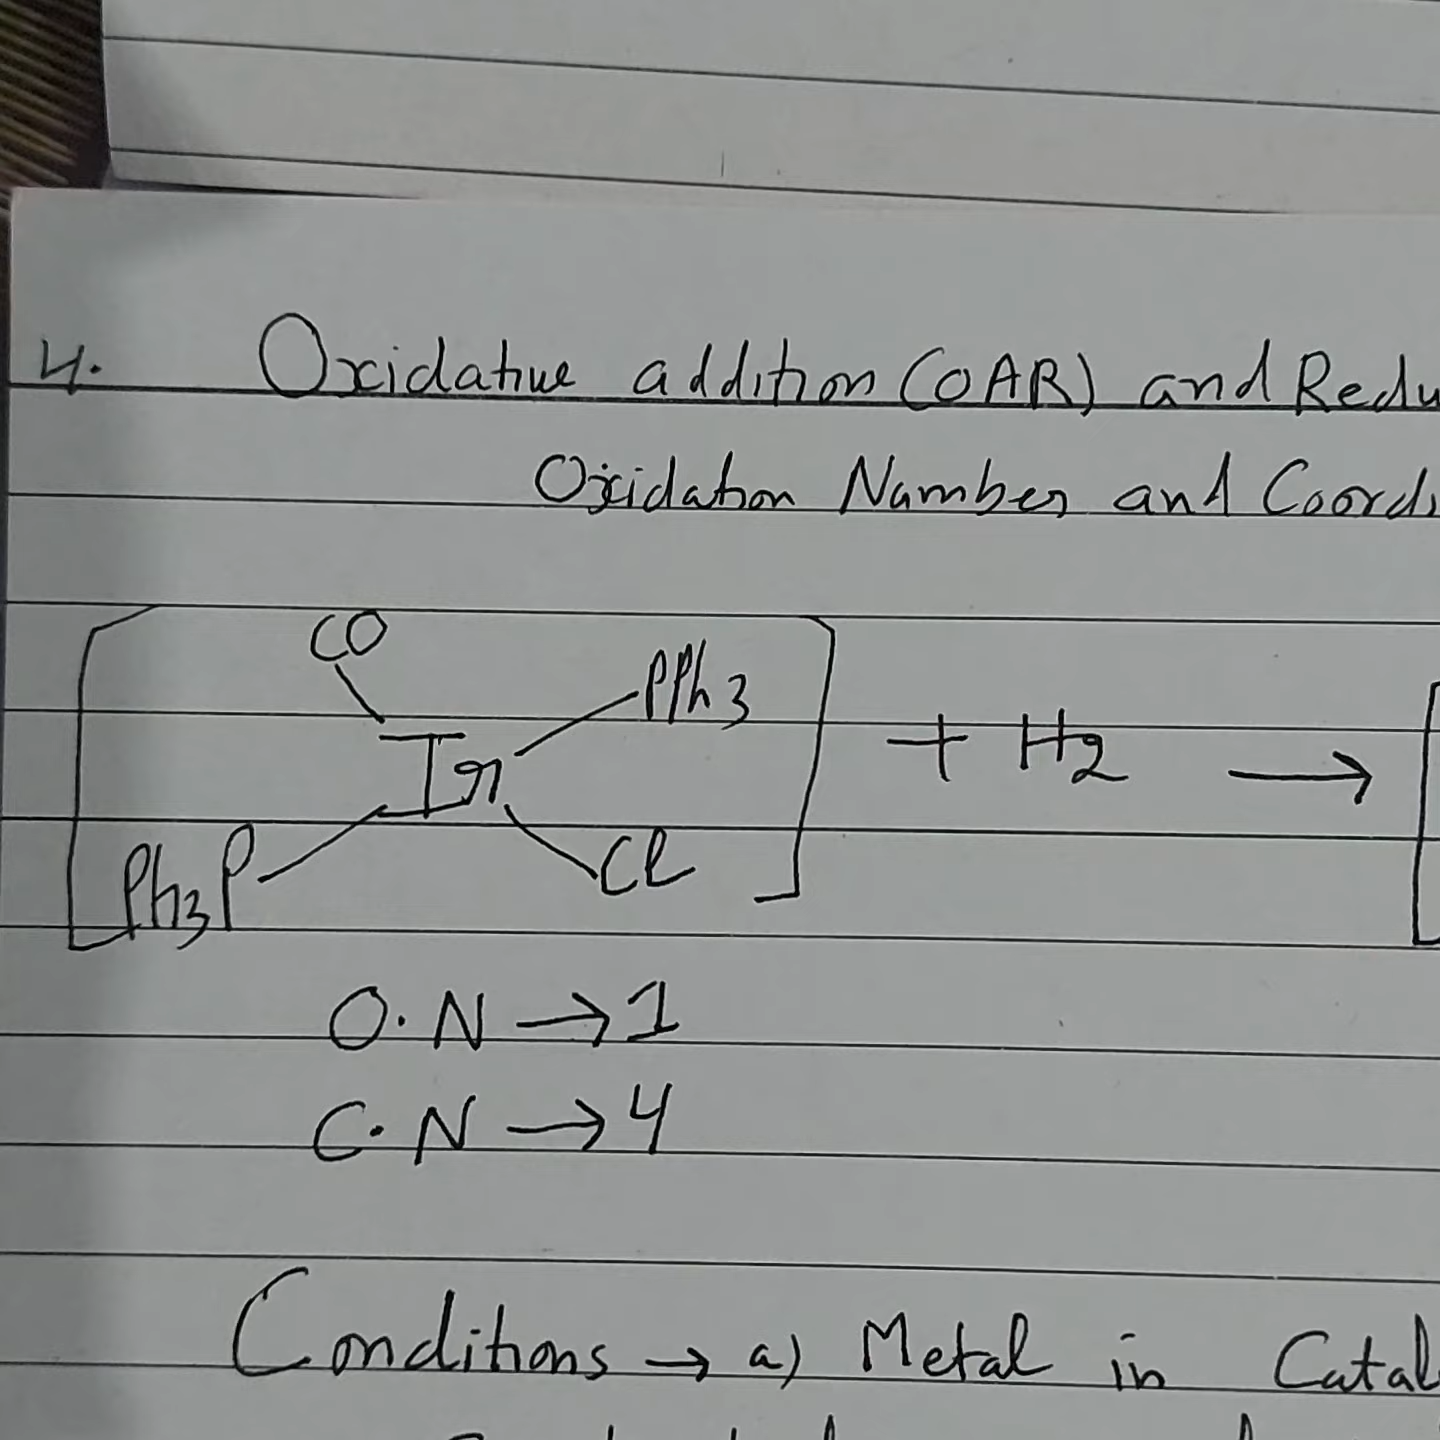 4. Oxidative addition (OAR) and Redu
Oxidation Number and Coordi
CO
PPh3
Ir
+ H2 →
Ph3P
Cl
O.N → 1
C.N → 4
Conditions → a) Metal in Catal